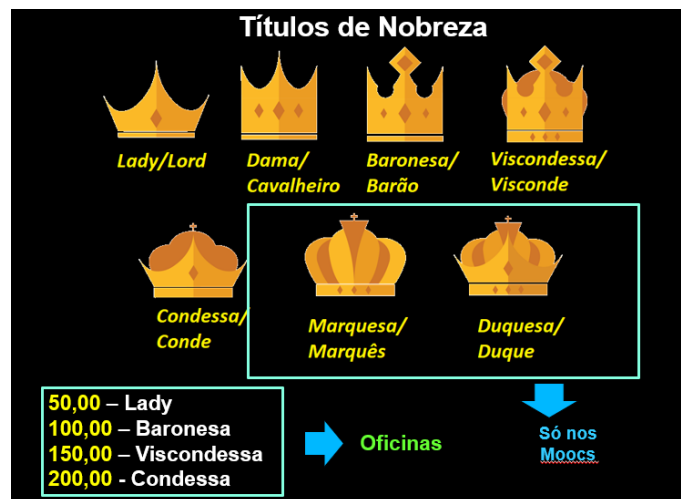 Títulos de Nobreza
Lady/Lord
Dama/
Cavalheiro
Baronesa/
Barão
Viscondessa/
Visconde
Condessa/
Conde
Marquesa/
Marquês
Duquesa/
Duque
50,00 – Lady
100,00 – Baronesa
150,00 – Viscondessa
200,00 - Condessa
Oficinas
Só nos
Moocs